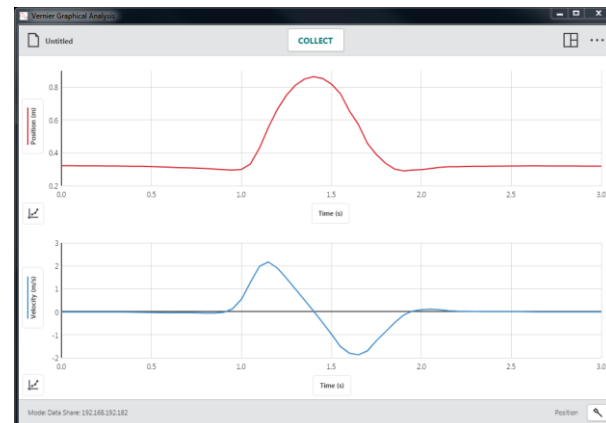 Vernier Graphical Analysis
Untitled
COLLECT
Position (m)
0.8
0.6
0.4
0.2
0.0 0.5 1.0 1.5 2.0 2.5 3.0
Time (s)
Velocity (m/s)
3
2
1
0
-1
-2
0.0 0.5 1.0 1.5 2.0 2.5 3.0
Time (s)
Mode: Data Share: 192.168.192.182
Position